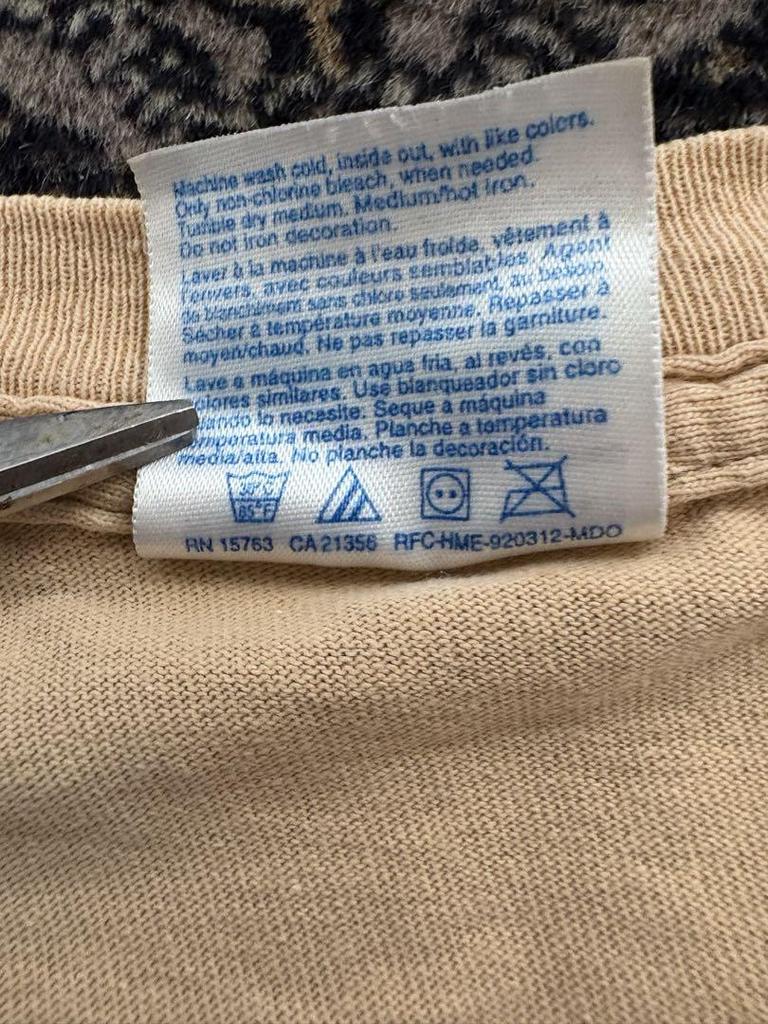 Machine wash cold, inside out, with like colors.
Only non-chlorine bleach, when needed.
Tumble dry medium. Medium/hot iron.
Do not iron decoration.
Laver à la machine à l'eau froide, vêtement à
l'envers, avec couleurs semblables. Agent
de blanchiment sans chlore seulement, au besoin.
Sécher à température moyenne. Repasser à
moyen/chaud. Ne pas repasser la garniture.
Lave a máquina en agua fria, al revés, con
colores similares. Use blanqueador sin cloro
cuando lo necesite. Seque a máquina
temperatura media. Planche a temperatura
media/alta. No planche la decoración.
30°C
85°F
RN 15763 CA 21356 RFC-HME-920312-MDO